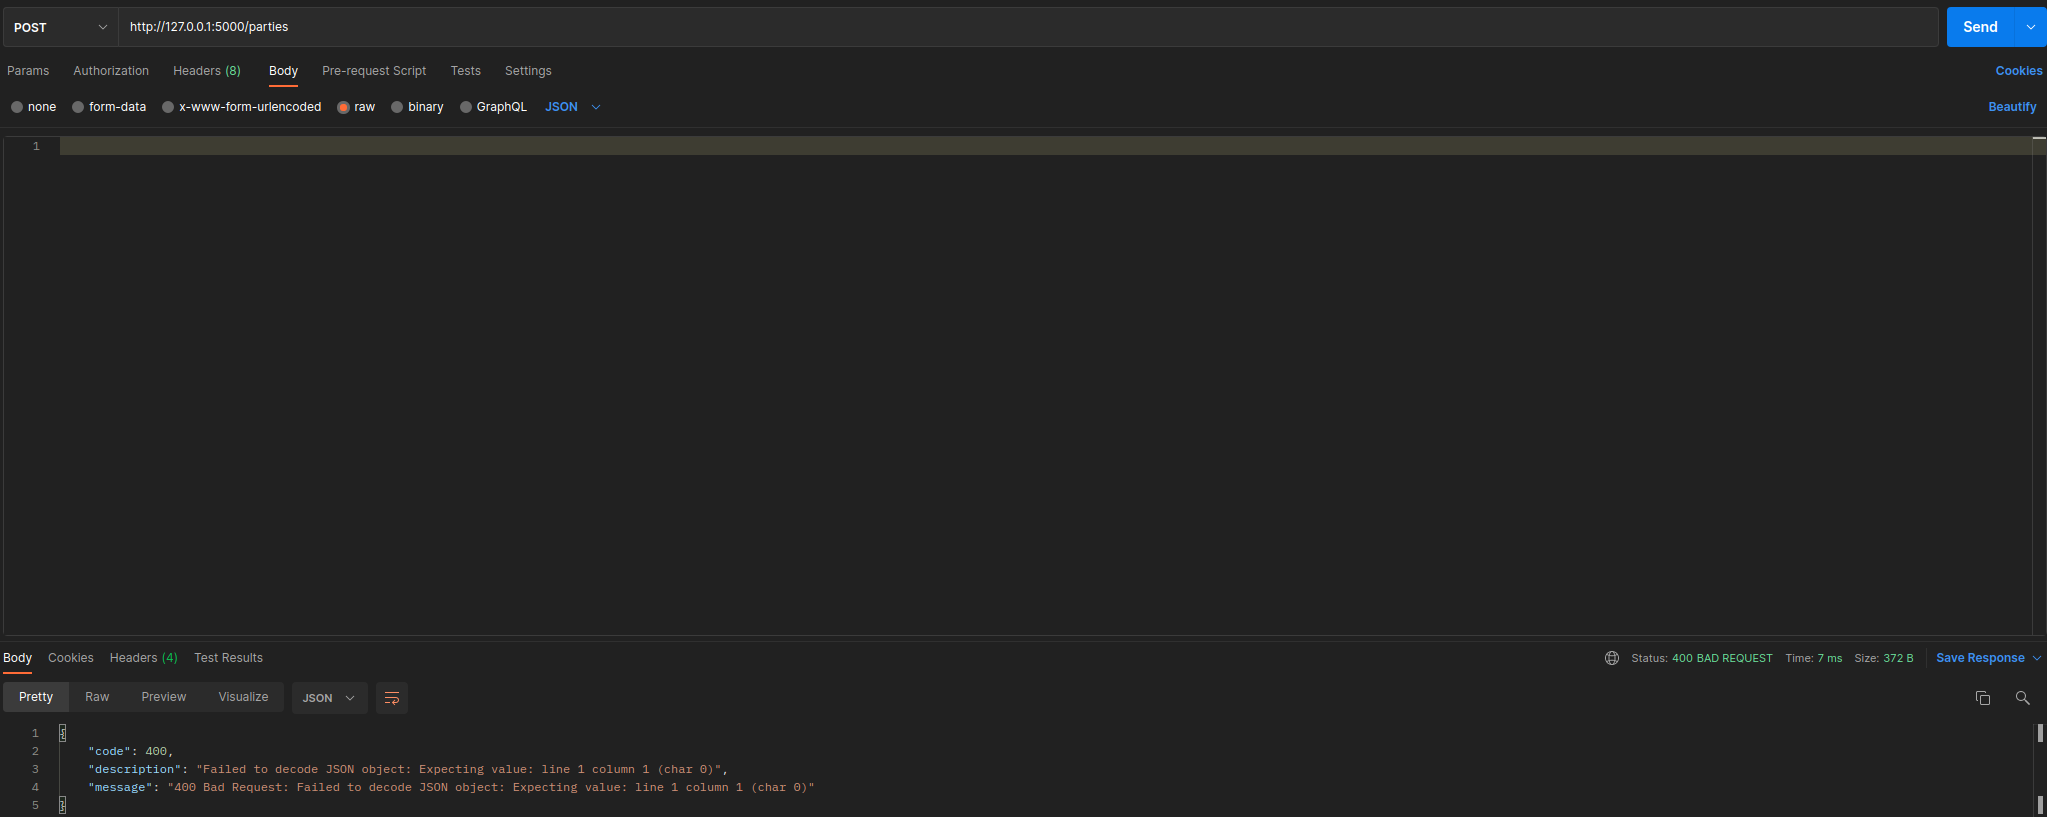 POST http://127.0.0.1:5000/parties Send
Params Authorization Headers (8) Body Pre-request Script Tests Settings Cookies
none form-data x-www-form-urlencoded raw binary GraphQL JSON Beautify
1
Body Cookies Headers (4) Test Results Status: 400 BAD REQUEST Time: 7 ms Size: 372 B Save Response
Pretty Raw Preview Visualize JSON
1 {
2 "code": 400,
3 "description": "Failed to decode JSON object: Expecting value: line 1 column 1 (char 0)",
4 "message": "400 Bad Request: Failed to decode JSON object: Expecting value: line 1 column 1 (char 0)"
5 }